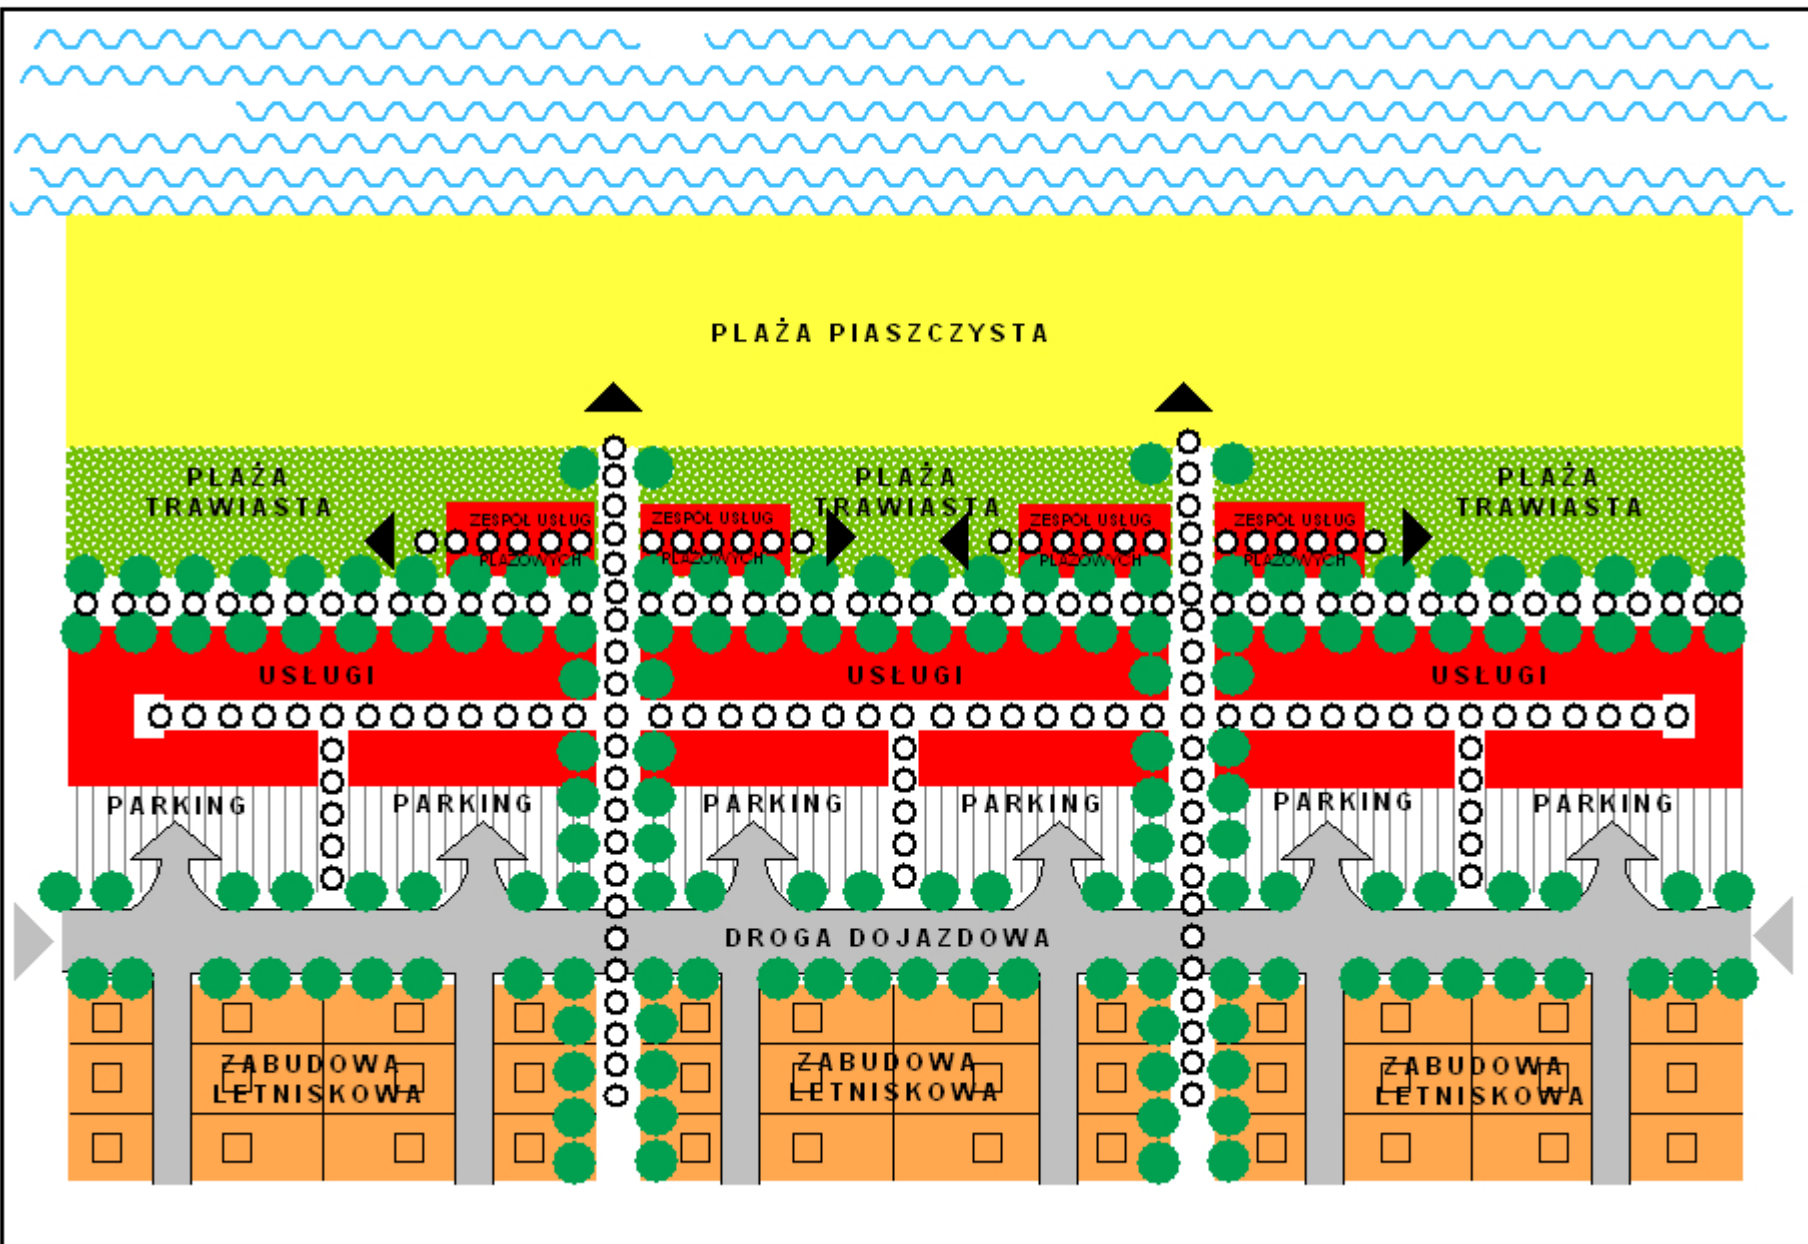 PLAŻA PIASZCZYSTA
PLAŻA
TRAWIASTA
PLAŻA
TRAWIASTA
PLAŻA
TRAWIASTA
ZESPÓŁ USŁUG
PLAŻOWYCH
ZESPÓŁ USŁUG
PLAŻOWYCH
ZESPÓŁ USŁUG
PLAŻOWYCH
ZESPÓŁ USŁUG
PLAŻOWYCH
USŁUGI
USŁUGI
USŁUGI
PARKING
PARKING
PARKING
PARKING
PARKING
PARKING
DROGA DOJAZDOWA
ZABUDOWA
LETNISKOWA
ZABUDOWA
LETNISKOWA
ZABUDOWA
LETNISKOWA